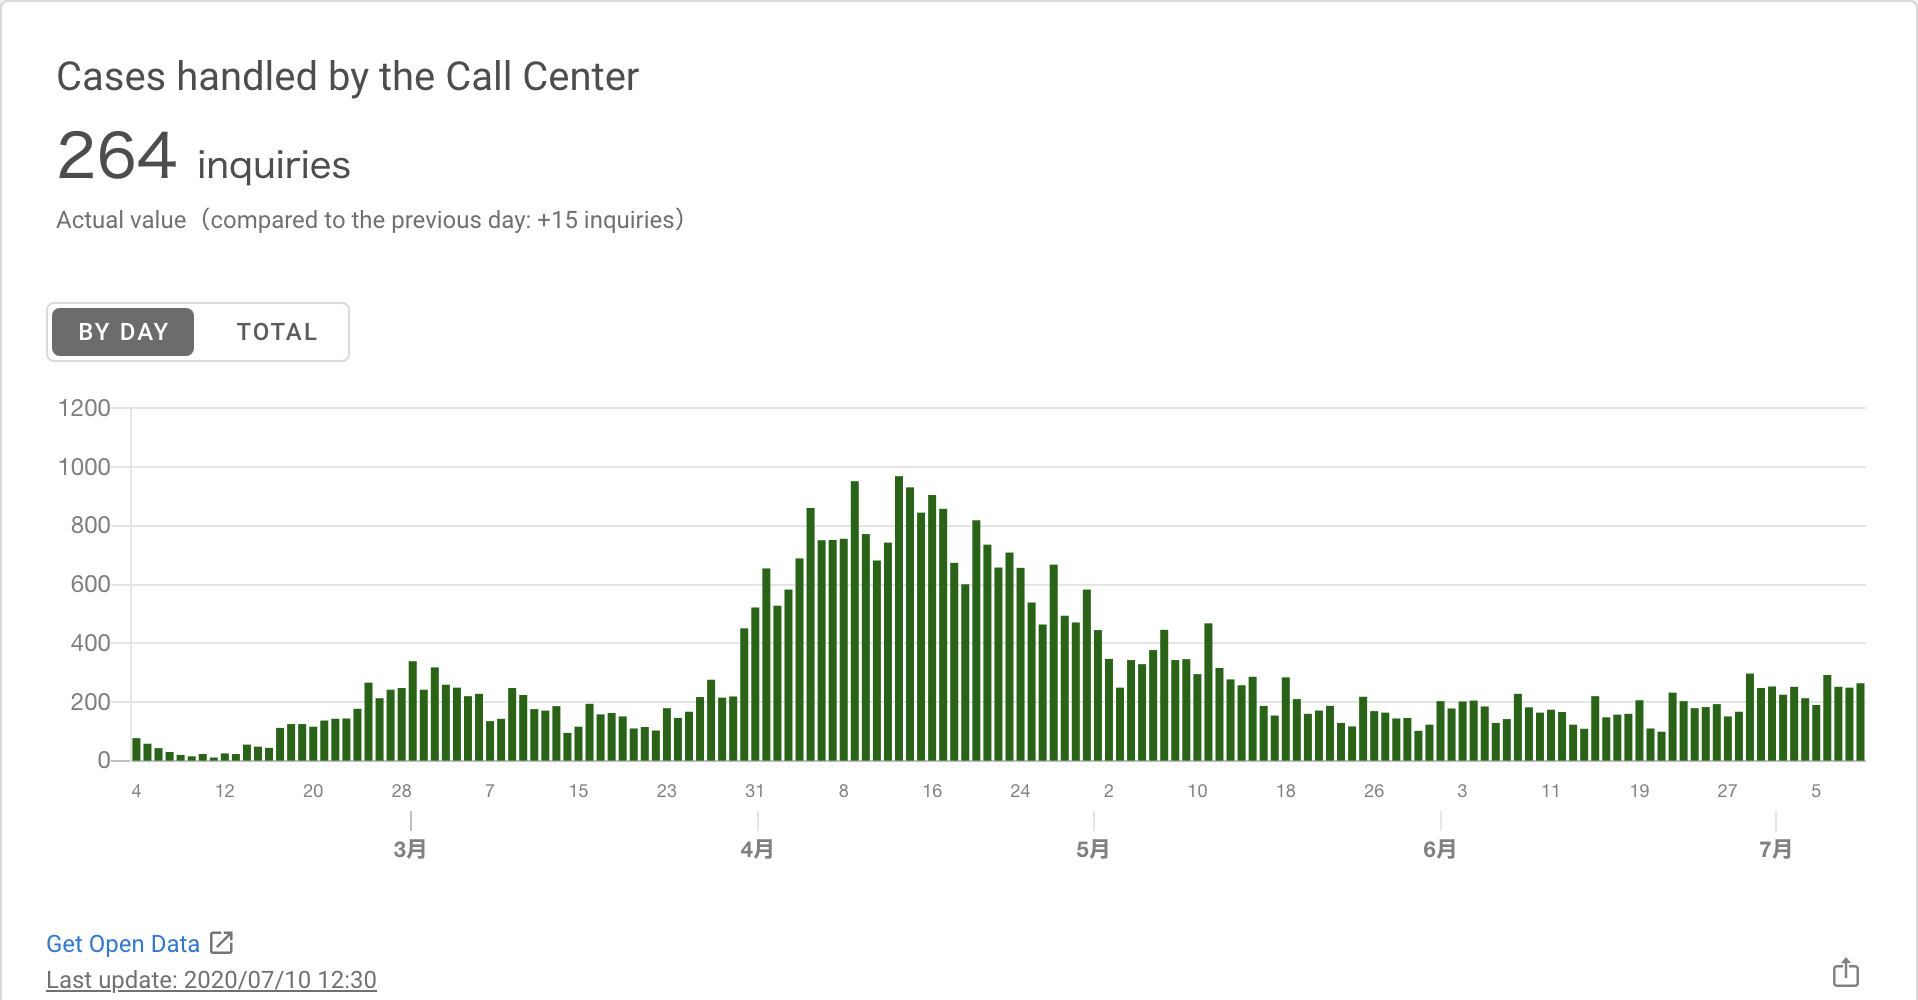 Cases handled by the Call Center
264 inquiries
Actual value（compared to the previous day: +15 inquiries）
BY DAY TOTAL
1200
1000
800
600
400
200
0
4 12 20 28 7 15 23 31 8 16 24 2 10 18 26 3 11 19 27 5
3月 4月 5月 6月 7月
Get Open Data
Last update: 2020/07/10 12:30